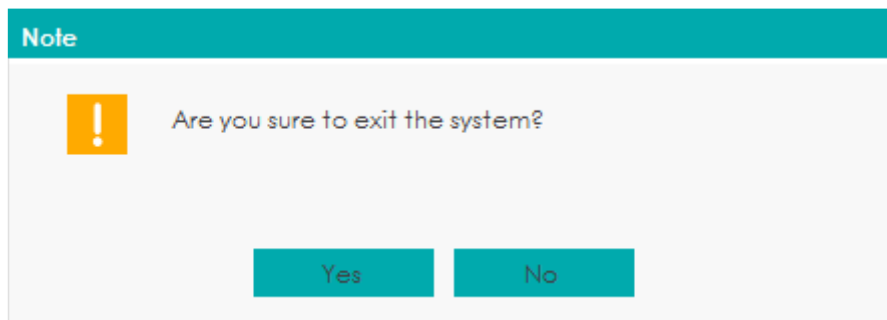 Note
Are you sure to exit the system?
Yes No